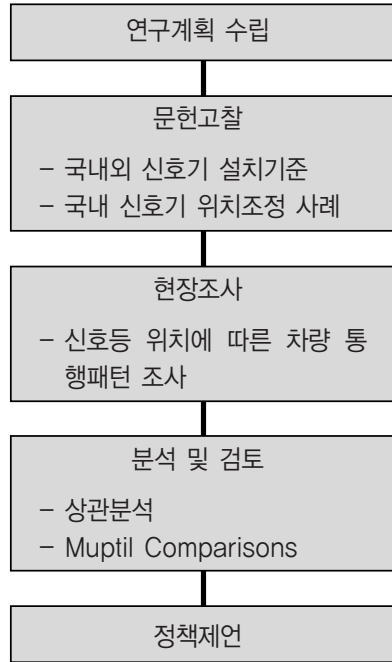 연구계획 수립
문헌고찰
– 국내외 신호기 설치기준
– 국내 신호기 위치조정 사례
현장조사
– 신호등 위치에 따른 차량 통
행패턴 조사
분석 및 검토
– 상관분석
– Muptil Comparisons
정책제언